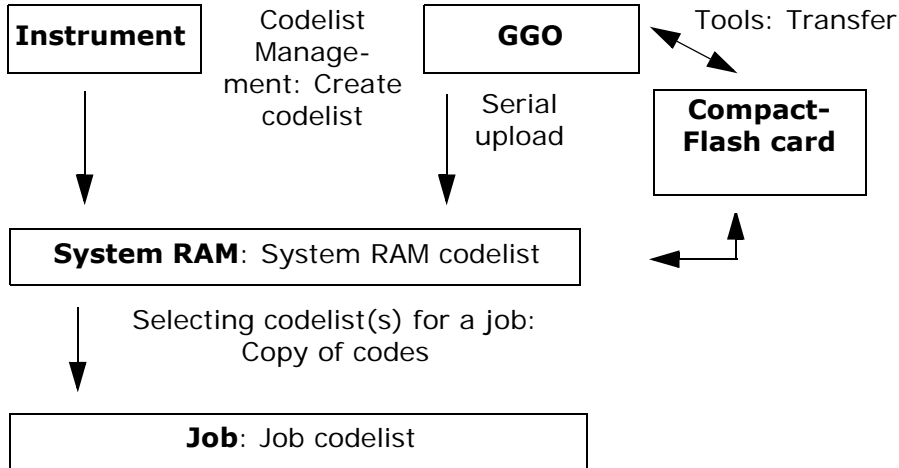 Instrument
Codelist
Manage-
ment: Create
codelist
GGO
Tools: Transfer
Serial
upload
Compact-
Flash card
System RAM: System RAM codelist
Selecting codelist(s) for a job:
Copy of codes
Job: Job codelist